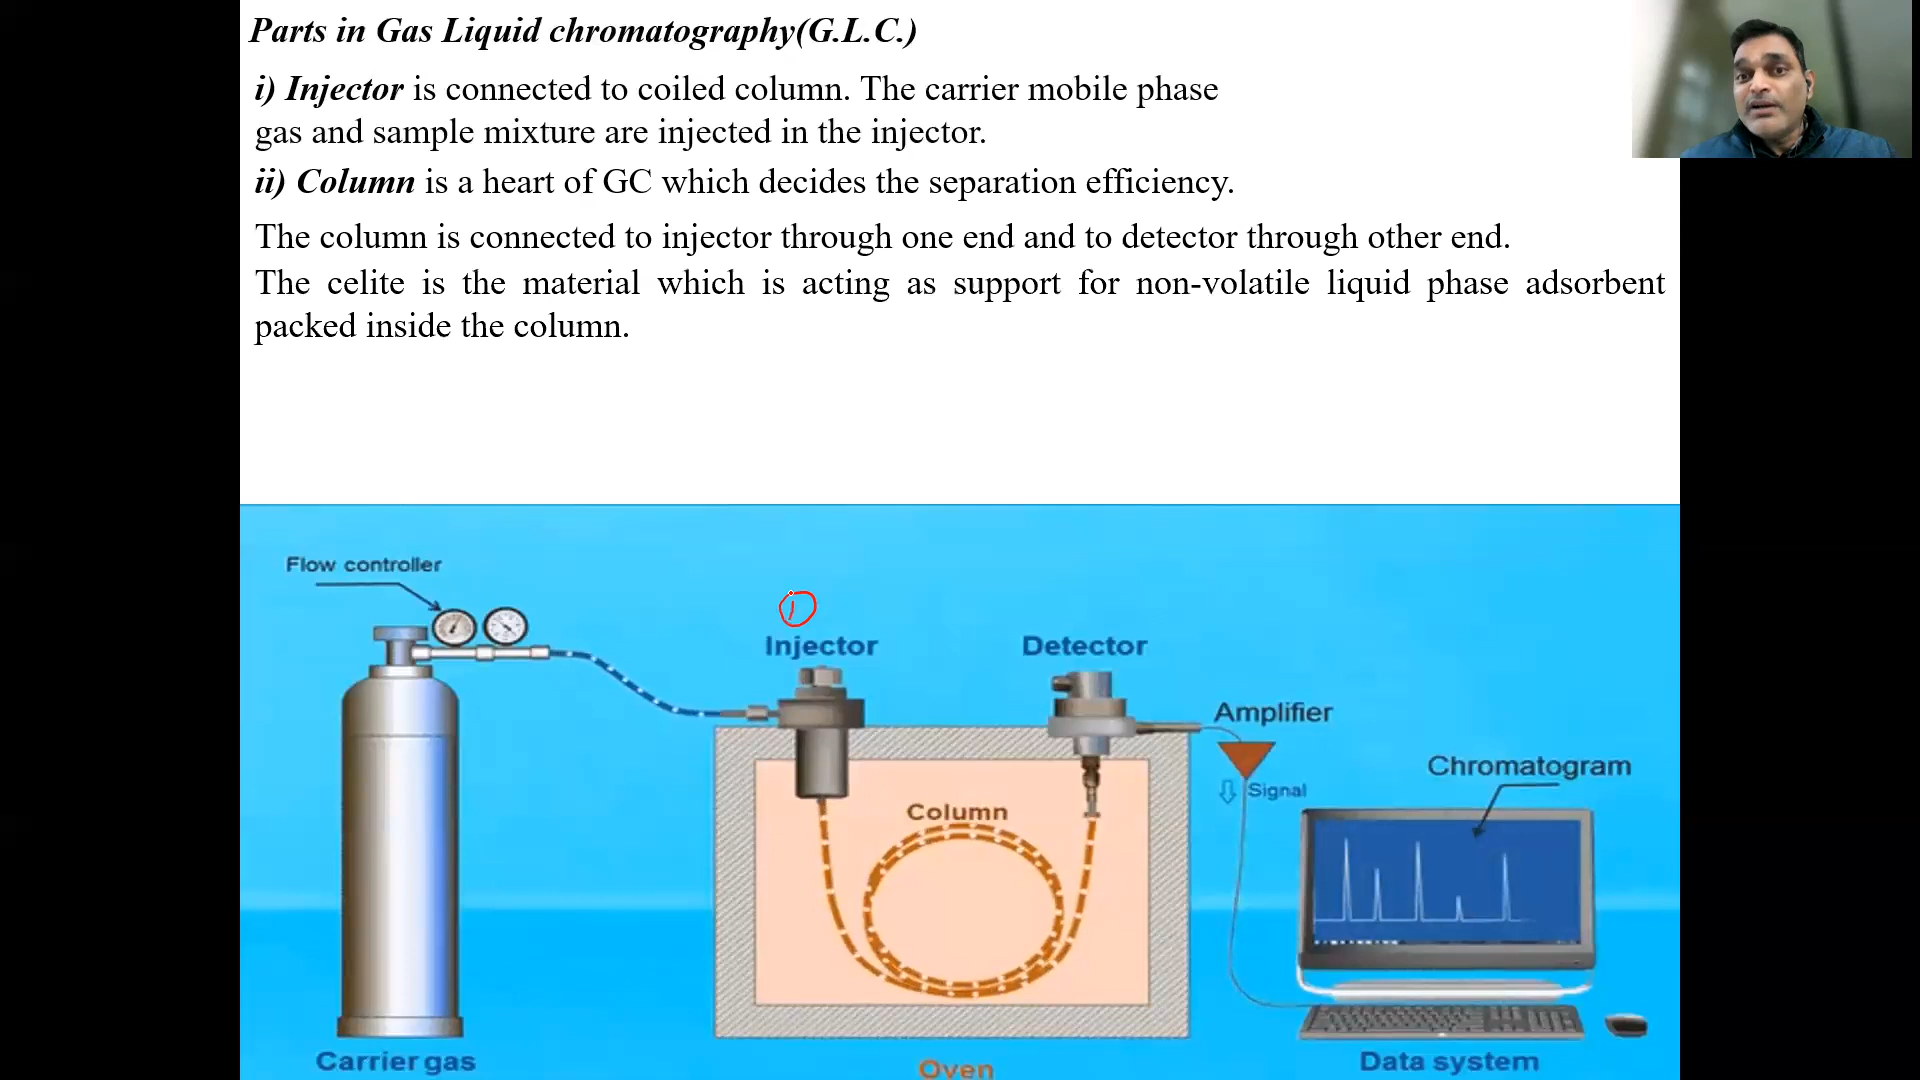 Parts in Gas Liquid chromatography(G.L.C.)
i) Injector is connected to coiled column. The carrier mobile phase
gas and sample mixture are injected in the injector.
ii) Column is a heart of GC which decides the separation efficiency.
The column is connected to injector through one end and to detector through other end.
The celite is the material which is acting as support for non-volatile liquid phase adsorbent
packed inside the column.
Flow controller
1
Injector
Detector
Amplifier
Signal
Chromatogram
Column
Carrier gas
Oven
Data system